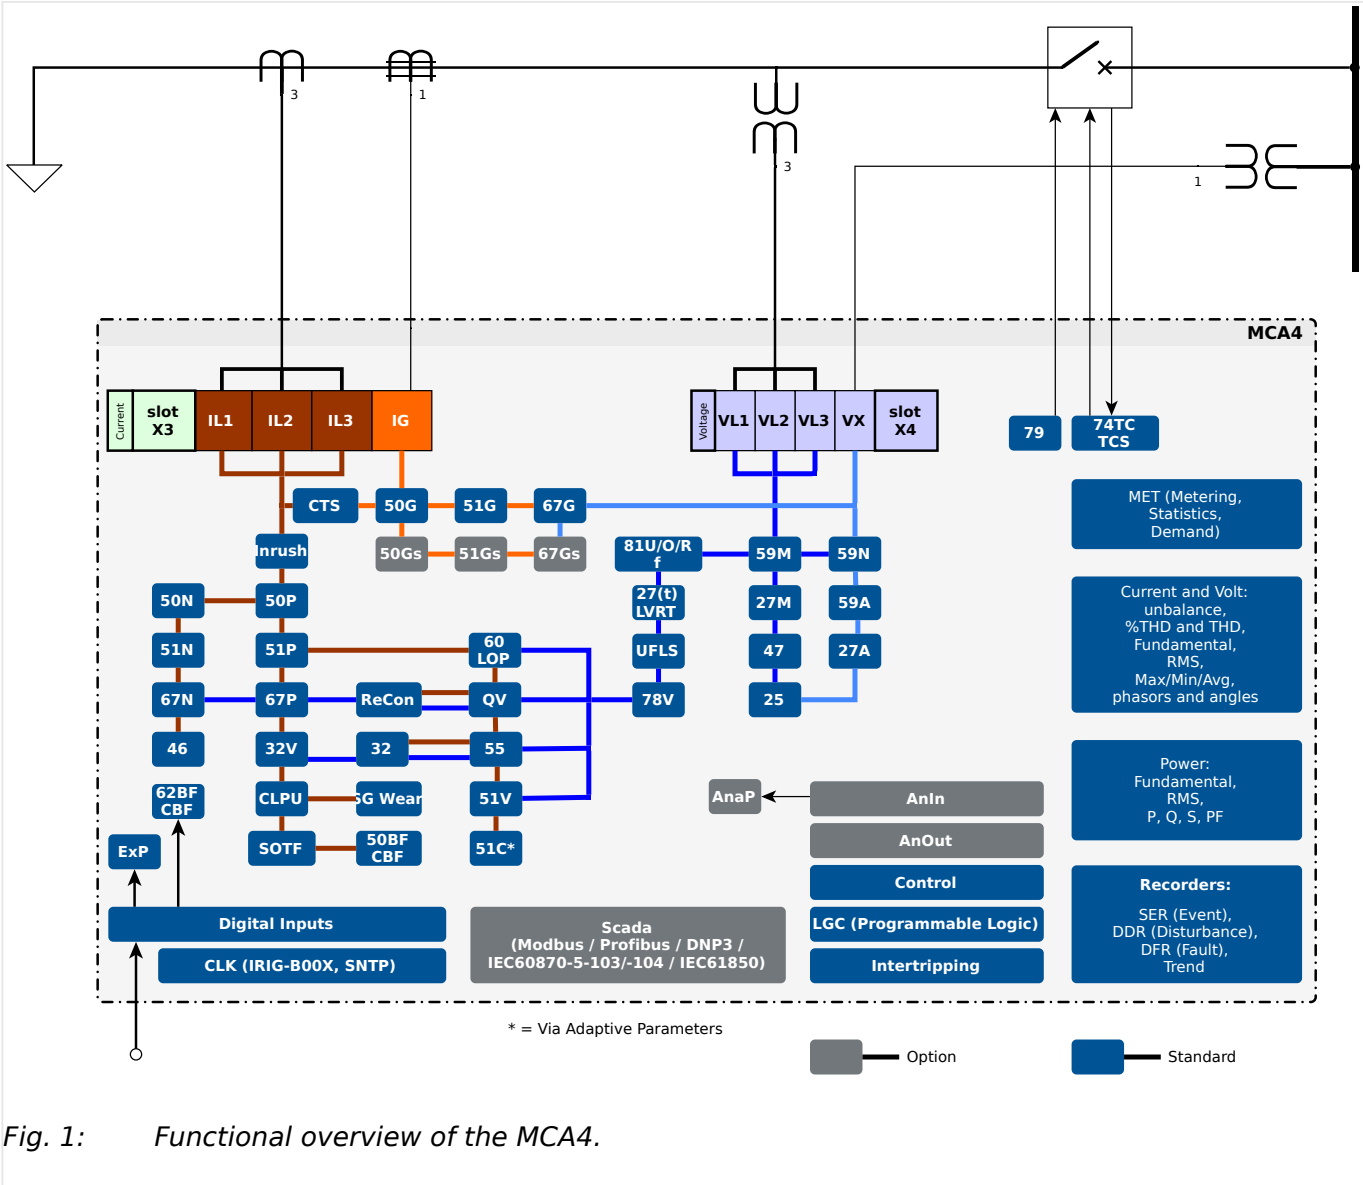 3
1
3
1
MCA4
Current
slot
X3
IL1
IL2
IL3
IG
Voltage
VL1
VL2
VL3
VX
slot
X4
79
74TC
TCS
CTS
50G
51G
67G
Inrush
50Gs
51Gs
67Gs
81U/O/R
f
59M
59N
MET (Metering,
Statistics,
Demand)
50N
50P
27(t)
LVRT
27M
59A
51N
51P
60
LOP
UFLS
47
27A
67N
67P
ReCon
QV
78V
25
Current and Volt:
unbalance,
%THD and THD,
Fundamental,
RMS,
Max/Min/Avg,
phasors and angles
46
32V
32
55
62BF
CBF
CLPU
SG Wear
51V
AnaP
AnIn
Power:
Fundamental,
RMS,
P, Q, S, PF
ExP
SOTF
50BF
CBF
51C*
AnOut
Control
Digital Inputs
CLK (IRIG-B00X, SNTP)
Scada
(Modbus / Profibus / DNP3 /
IEC60870-5-103/-104 / IEC61850)
LGC (Programmable Logic)
Intertripping
Recorders:
SER (Event),
DDR (Disturbance),
DFR (Fault),
Trend
* = Via Adaptive Parameters
Option
Standard
Fig. 1: Functional overview of the MCA4.